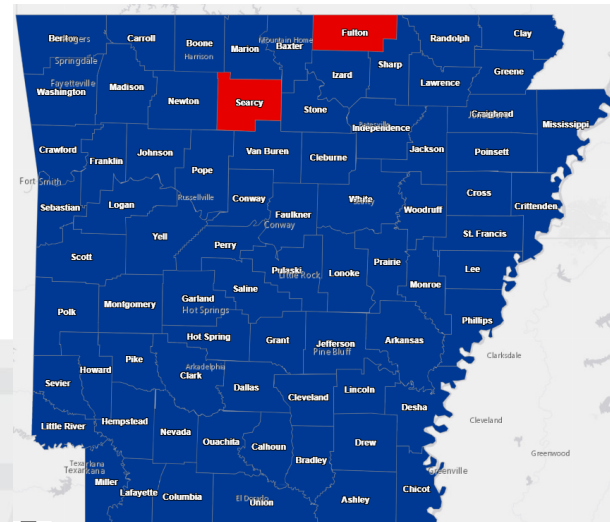 Benton
Rogers
Carroll
Boone
Harrison
Marion
Mountain Home
Baxter
Fulton
Randolph
Clay
Springdale
Fayetteville
Washington
Madison
Newton
Searcy
Stone
Izard
Sharp
Lawrence
Greene
Craighead
Mississippi
Independence
Jackson
Poinsett
Crawford
Franklin
Johnson
Pope
Van Buren
Cleburne
Fort Smith
Sebastian
Logan
Russellville
Conway
Conway
Faulkner
White
Woodruff
Cross
Crittenden
St. Francis
Scott
Yell
Perry
Pulaski
Little Rock
Lonoke
Prairie
Monroe
Lee
Saline
Polk
Montgomery
Garland
Hot Springs
Hot Spring
Grant
Jefferson
Pine Bluff
Arkansas
Phillips
Clarksdale
Sevier
Howard
Pike
Arkadelphia
Clark
Dallas
Cleveland
Lincoln
Desha
Cleveland
Little River
Hempstead
Nevada
Ouachita
Calhoun
Bradley
Drew
Greenwood
Texarkana
Texarkana
Miller
Lafayette
Columbia
El Dorado
Union
Ashley
Chicot
Greenville